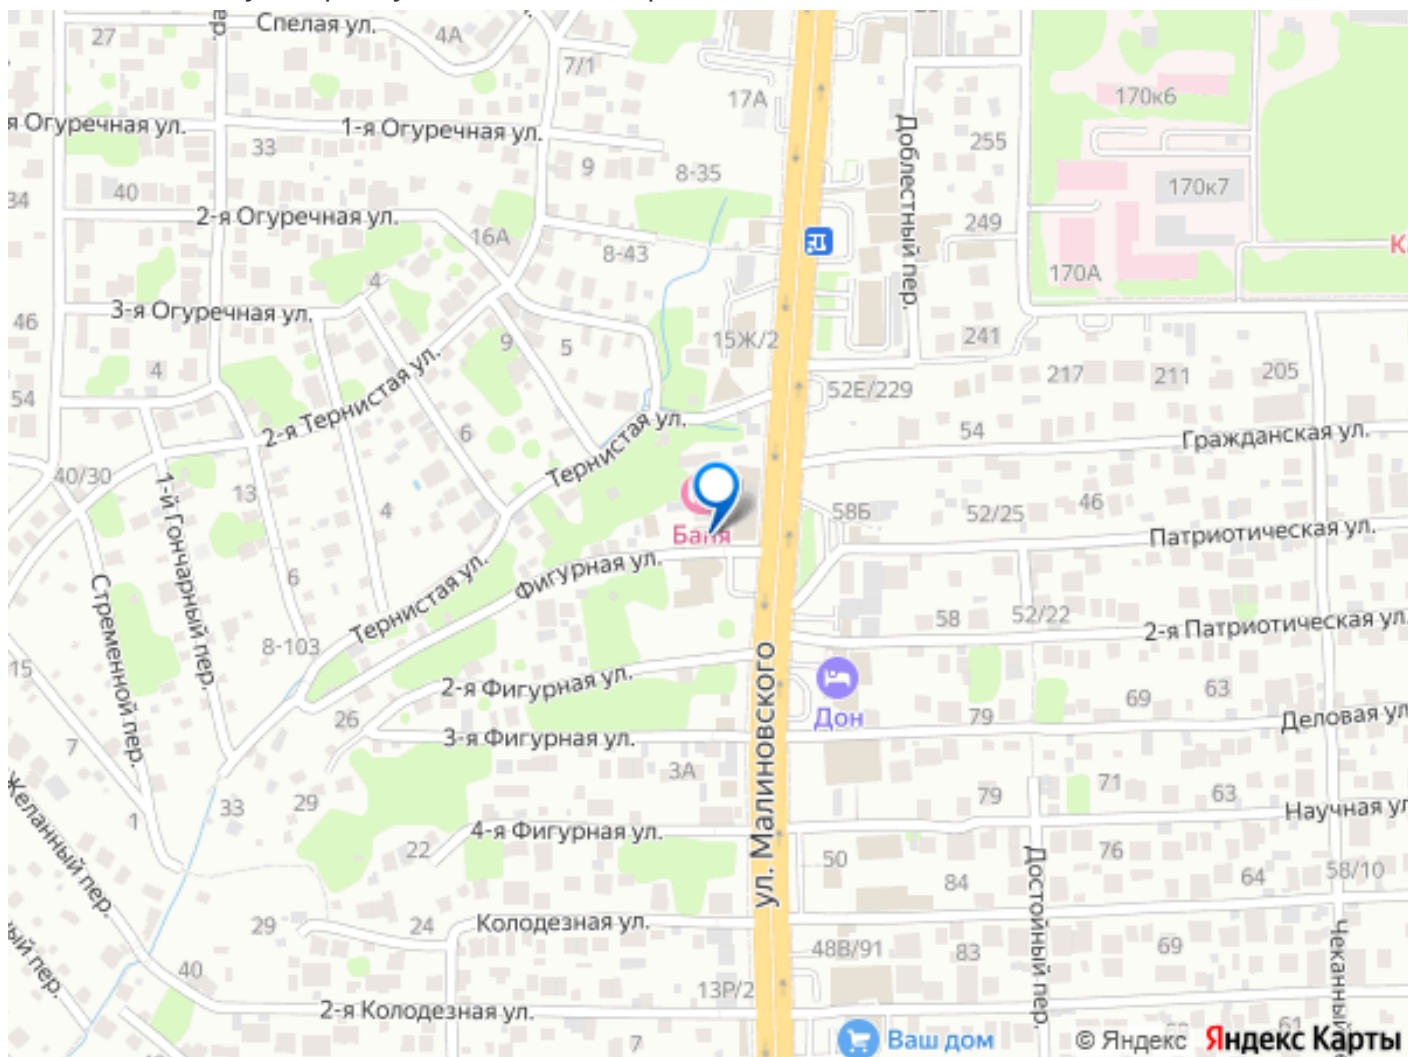 Спелая ул.
27
4А
7/1
17А
170к6
я Огуречная ул.
1-я Огуречная ул.
33
9
8-35
Доблестный пер.
255
170к7
34
40
2-я Огуречная ул.
16А
8-43
249
170А
4
3-я Огуречная ул.
46
9
5
15Ж/2
241
4
54
2-я Тернистая ул.
6
Тернистая ул.
52Е/229
217
211
205
54
Гражданская ул.
40/30
1-й Гончарный пер.
13
4
Баня
58Б
52/25
46
Патриотическая ул.
Стременной пер.
6
Тернистая ул.
Фигурная ул.
8-103
58
52/22
2-я Патриотическая ул.
15
2-я Фигурная ул.
ул. Малиновского
Дон
69
63
26
79
Деловая ул
7
3-я Фигурная ул.
3А
Желанный пер.
1
33
29
79
71
63
Научная ул
4-я Фигурная ул.
22
50
Достойный пер.
76
84
64
58/10
29
24
Колодезная ул.
48В/91
83
69
Чеканный
ный пер.
40
2-я Колодезная ул.
13Р/2
7
Ваш дом
61
© Яндекс Яндекс Карты